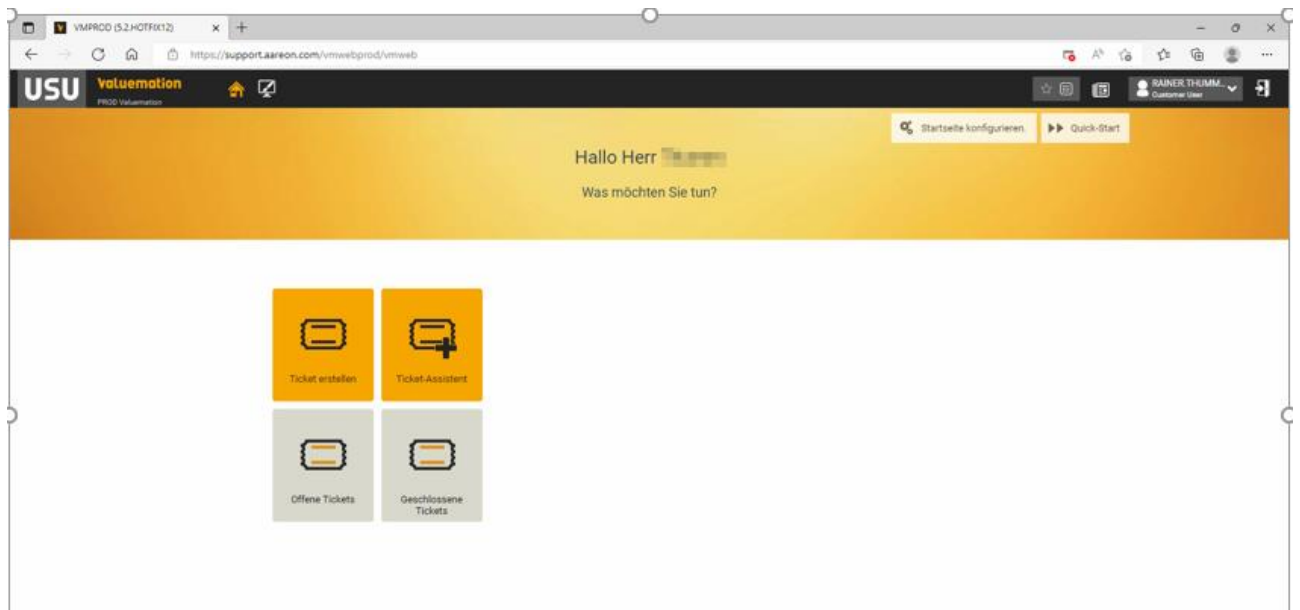 VMPROD (5.2.HOTFIX12)
https://support.aareon.com/vmwebprod/vmweb
USU
valuemation
PROD Valuemation
RAINER.THUMM...
Customer User
Startseite konfigurieren
Quick-Start
Hallo Herr
Was möchten Sie tun?
Ticket erstellen
Ticket-Assistent
Offene Tickets
Geschlossene
Tickets